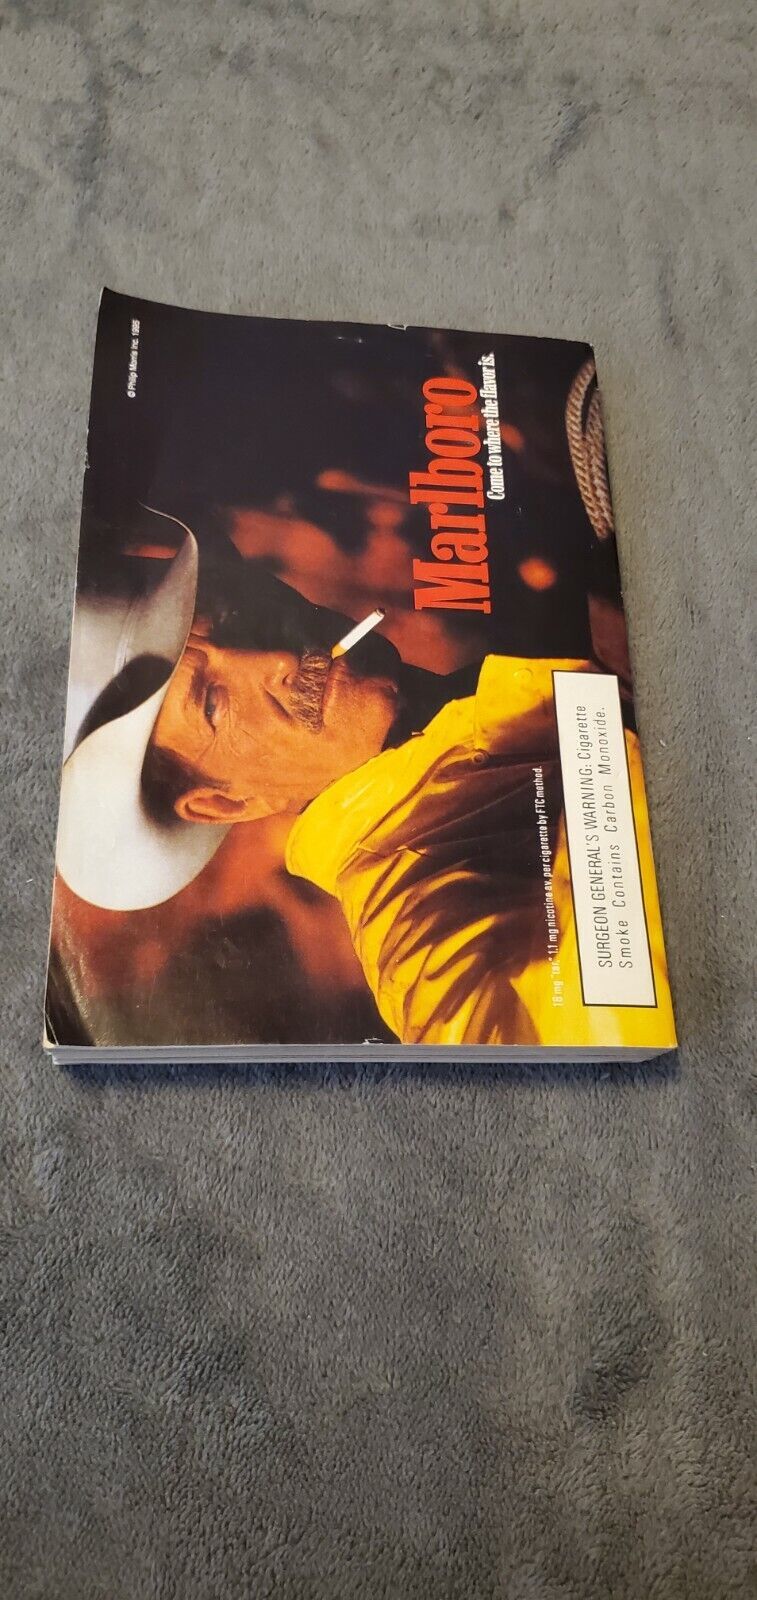 © Philip Morris Inc. 1995
Marlboro
Come to where the flavor is.
16 mg "tar," 1.1 mg nicotine av. per cigarette by FTC method.
SURGEON GENERAL'S WARNING: Cigarette
Smoke Contains Carbon Monoxide.